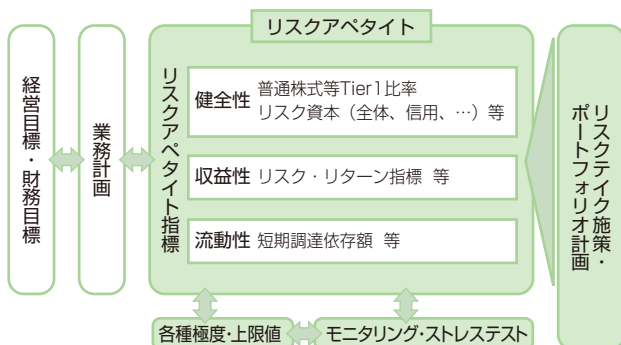 リスクアペタイト
経営目標・財務目標
業務計画
リスクアペタイト指標
健全性 普通株式等Tier1比率
リスク資本（全体、信用、…）等
収益性 リスク・リターン指標 等
流動性 短期調達依存額 等
リスクテイク施策・
ポートフォリオ計画
各種極度・上限値
モニタリング・ストレステスト